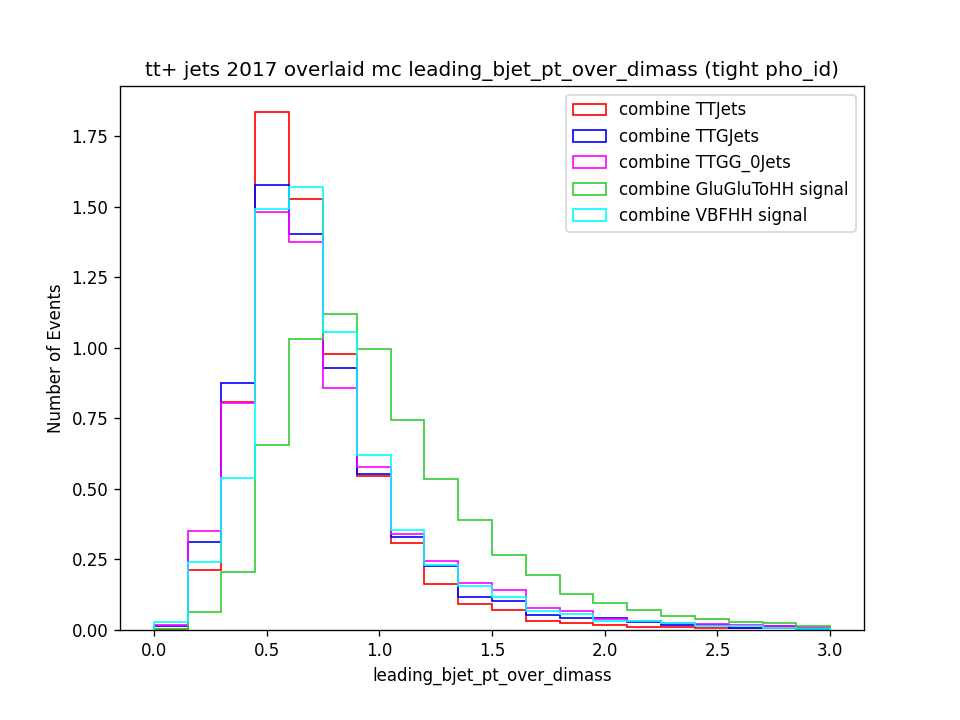 tt+ jets 2017 overlaid mc leading_bjet_pt_over_dimass (tight pho_id)
combine TTJets
combine TTGJets
combine TTGG_0Jets
combine GluGluToHH signal
combine VBFHH signal
Number of Events
1.75
1.50
1.25
1.00
0.75
0.50
0.25
0.00
0.0 0.5 1.0 1.5 2.0 2.5 3.0
leading_bjet_pt_over_dimass